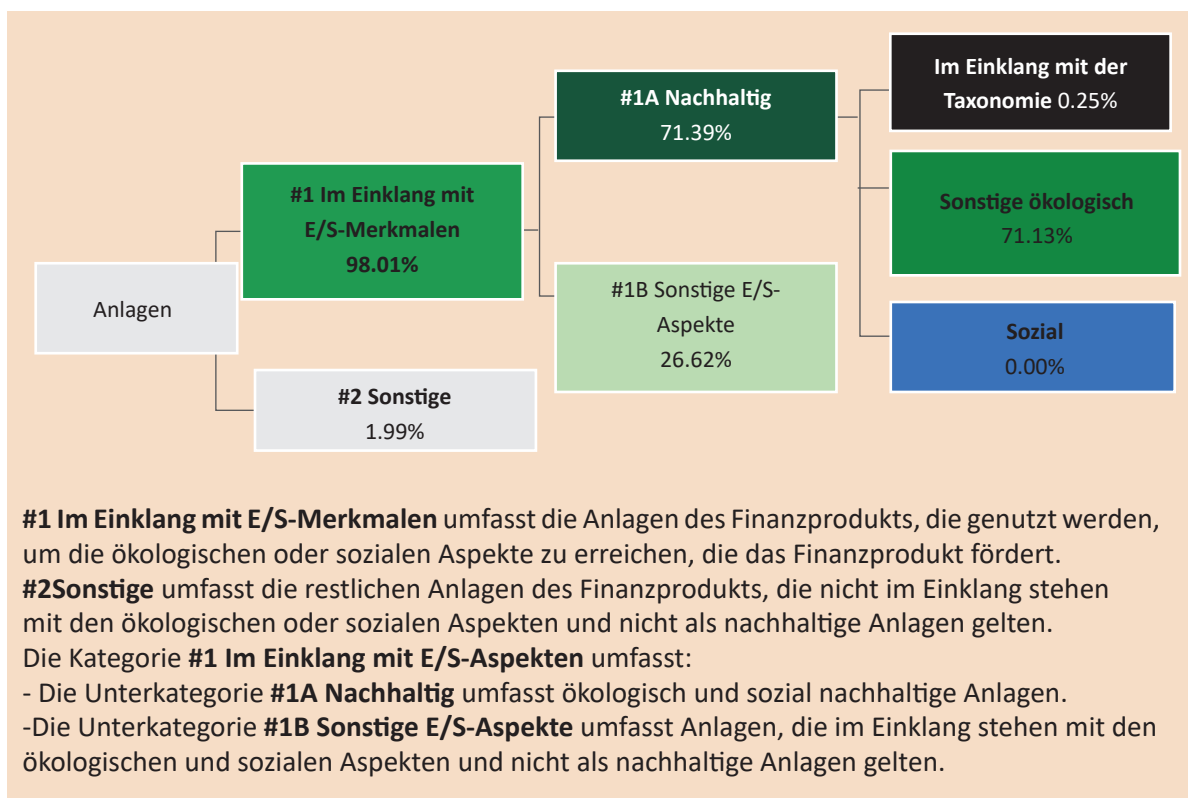 Anlagen
#1 Im Einklang mit
E/S-Merkmalen
98.01%
#2 Sonstige
1.99%
#1A Nachhaltig
71.39%
#1B Sonstige E/S-
Aspekte
26.62%
Im Einklang mit der
Taxonomie 0.25%
Sonstige ökologisch
71.13%
Sozial
0.00%
#1 Im Einklang mit E/S-Merkmalen umfasst die Anlagen des Finanzprodukts, die genutzt werden,
um die ökologischen oder sozialen Aspekte zu erreichen, die das Finanzprodukt fördert.
#2Sonstige umfasst die restlichen Anlagen des Finanzprodukts, die nicht im Einklang stehen
mit den ökologischen oder sozialen Aspekten und nicht als nachhaltige Anlagen gelten.
Die Kategorie #1 Im Einklang mit E/S-Aspekten umfasst:
- Die Unterkategorie #1A Nachhaltig umfasst ökologisch und sozial nachhaltige Anlagen.
-Die Unterkategorie #1B Sonstige E/S-Aspekte umfasst Anlagen, die im Einklang stehen mit den
ökologischen und sozialen Aspekten und nicht als nachhaltige Anlagen gelten.